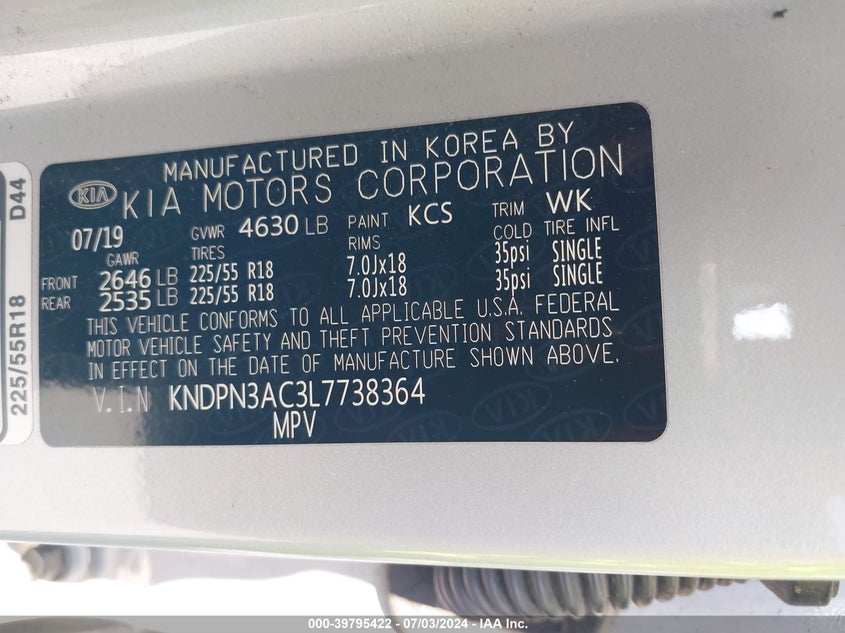 MANUFACTURED IN KOREA BY
KIA KIA MOTORS CORPORATION
07/19 GVWR 4630 LB PAINT KCS TRIM WK
GAWR TIRES RIMS COLD TIRE INFL
FRONT 2646 LB 225/55 R18 7.0Jx18 35psi SINGLE
REAR 2535 LB 225/55 R18 7.0Jx18 35psi SINGLE
THIS VEHICLE CONFORMS TO ALL APPLICABLE U.S.A. FEDERAL
MOTOR VEHICLE SAFETY AND THEFT PREVENTION STANDARDS
IN EFFECT ON THE DATE OF MANUFACTURE SHOWN ABOVE.
V.I.N KNDPN3AC3L7738364
MPV
225/55R18 D44
000-39795422 - 07/03/2024 - IAA Inc.